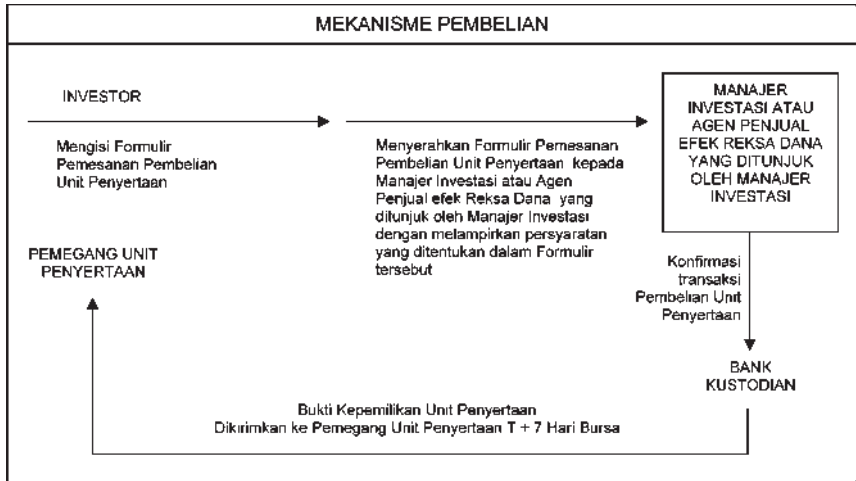 MEKANISME PEMBELIAN
INVESTOR
Mengisi Formulir
Pemesanan Pembelian
Unit Penyertaan
Menyerahkan Formulir Pemesanan
Pembelian Unit Penyertaan kepada
Manajer Investasi atau Agen
Penjual efek Reksa Dana yang
ditunjuk oleh Manajer Investasi
dengan melampirkan persyaratan
yang ditentukan dalam Formulir
tersebut
MANAJER
INVESTASI ATAU
AGEN PENJUAL
EFEK REKSA DANA
YANG DITUNJUK
OLEH MANAJER
INVESTASI
Konfirmasi
transaksi
Pembelian Unit
Penyertaan
BANK
KUSTODIAN
Bukti Kepemilikan Unit Penyertaan
Dikirimkan ke Pemegang Unit Penyertaan T + 7 Hari Bursa
PEMEGANG UNIT
PENYERTAAN